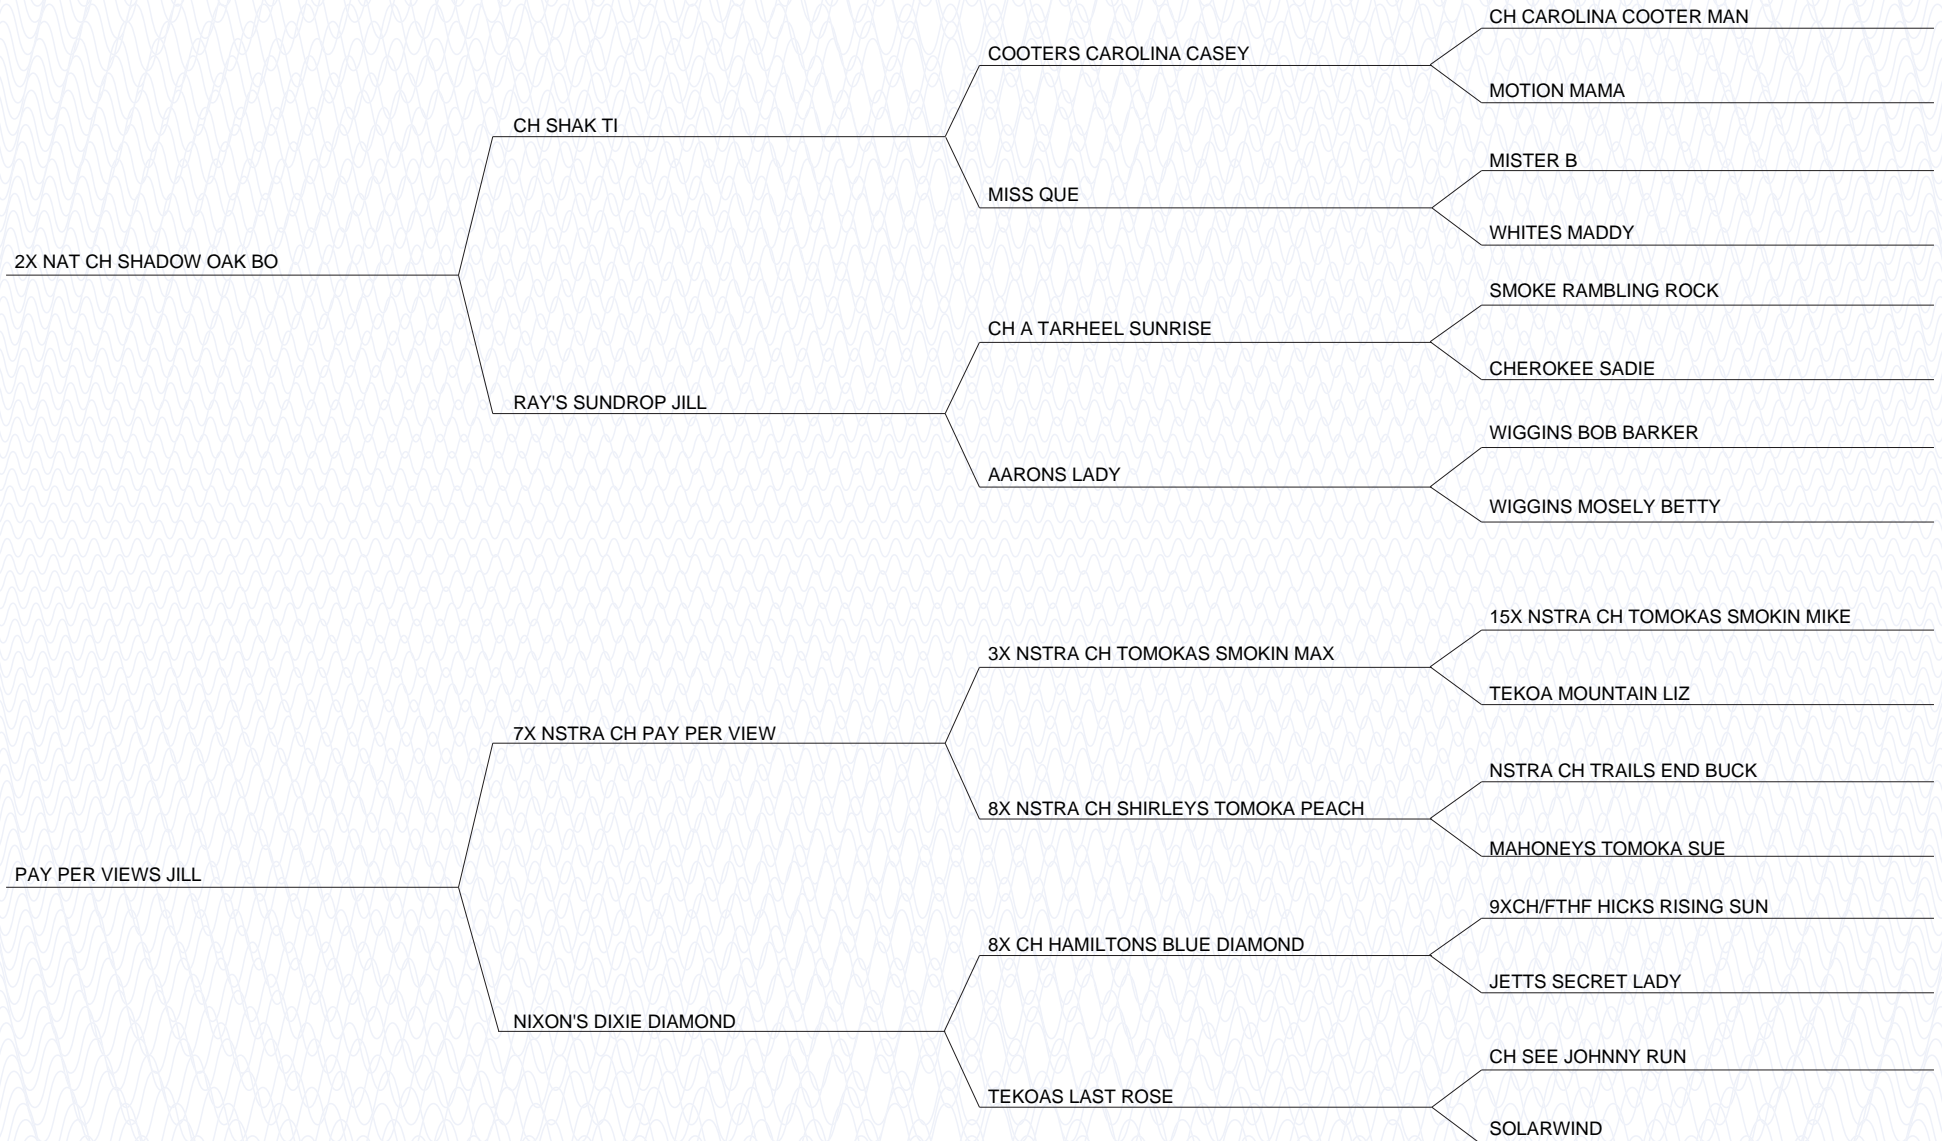 CH CAROLINA COOTER MAN
COOTERS CAROLINA CASEY
MOTION MAMA
CH SHAK TI
MISTER B
MISS QUE
WHITES MADDY
2X NAT CH SHADOW OAK BO
SMOKE RAMBLING ROCK
CH A TARHEEL SUNRISE
CHEROKEE SADIE
RAY'S SUNDROP JILL
WIGGINS BOB BARKER
AARONS LADY
WIGGINS MOSELY BETTY
15X NSTRA CH TOMOKAS SMOKIN MIKE
3X NSTRA CH TOMOKAS SMOKIN MAX
TEKOA MOUNTAIN LIZ
7X NSTRA CH PAY PER VIEW
NSTRA CH TRAILS END BUCK
8X NSTRA CH SHIRLEYS TOMOKA PEACH
MAHONEYS TOMOKA SUE
PAY PER VIEWS JILL
9XCH/FTHF HICKS RISING SUN
8X CH HAMILTONS BLUE DIAMOND
JETTS SECRET LADY
NIXON'S DIXIE DIAMOND
CH SEE JOHNNY RUN
TEKOAS LAST ROSE
SOLARWIND